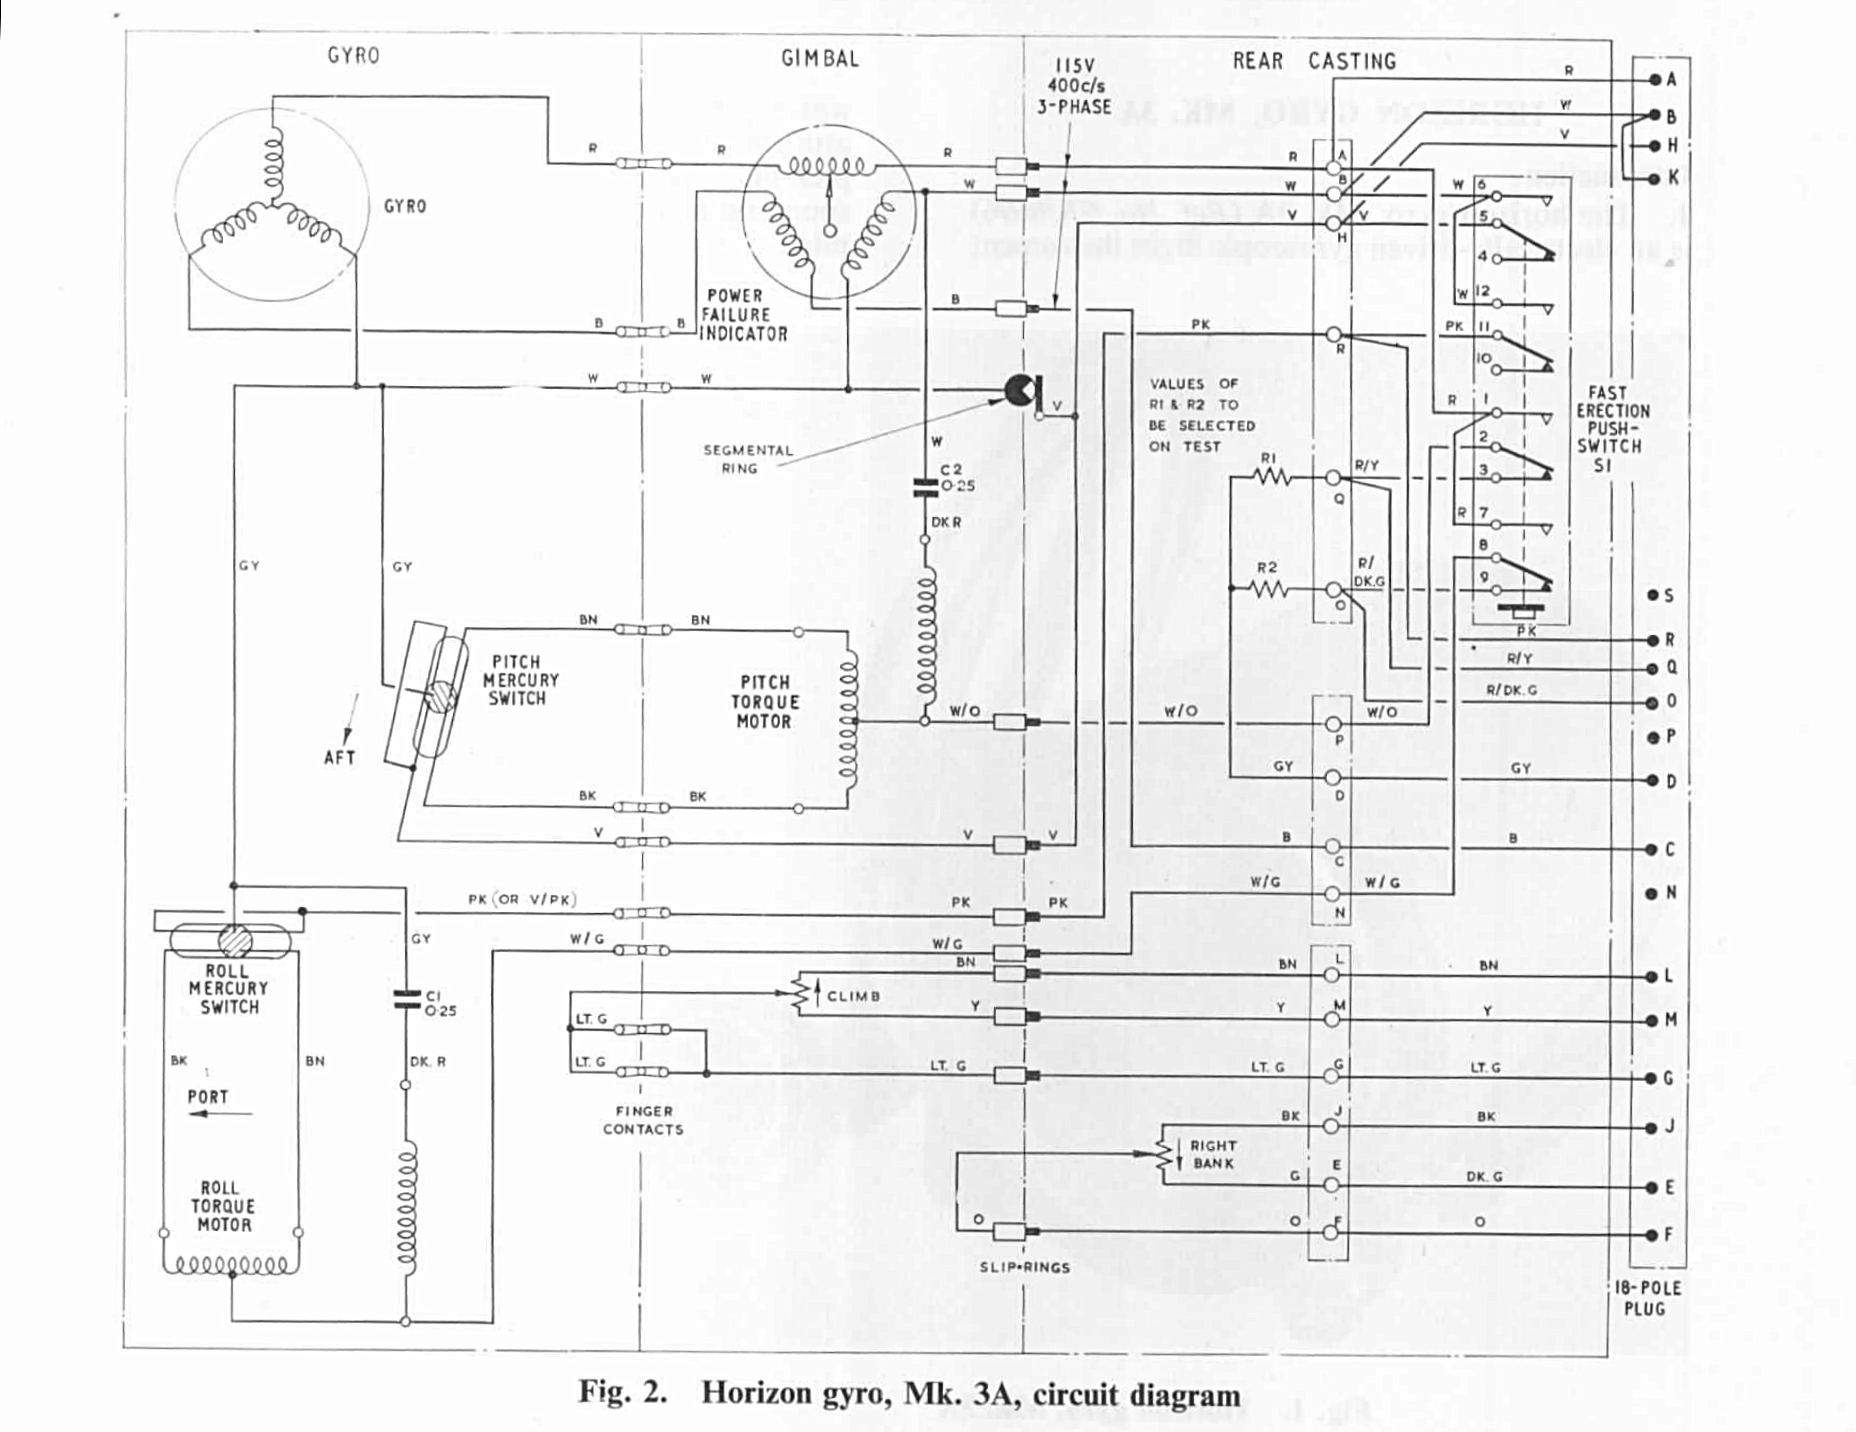 GYRO
GIMBAL
115V
400c/s
3-PHASE
REAR CASTING
R
A
W
B
V
H
K
R
R
R
R
A
W
W
B
V
V
H
W
6
5
4
W
12
PK
11
10
GYRO
POWER
FAILURE
INDICATOR
B
B
B
PK
R
W
W
V
VALUES OF
R1 & R2 TO
BE SELECTED
ON TEST
FAST
ERECTION
PUSH-
SWITCH
S1
R
1
2
3
R
7
8
9
SEGMENTAL
RING
W
C2
0·25
DK R
R1
R/Y
Q
R2
R/
DK.G
O
GY
GY
S
PK
R
R/Y
Q
R/DK.G
O
BN
BN
PITCH
MERCURY
SWITCH
PITCH
TORQUE
MOTOR
AFT
W/O
W/O
W/O
P
P
GY
GY
D
D
BK
BK
V
V
V
B
B
C
C
PK (OR V/PK)
PK
PK
W/G
W/G
N
N
GY
W/G
W/G
ROLL
MERCURY
SWITCH
C1
0·25
BN
BN
L
BN
L
CLIMB
Y
Y
M
Y
M
LT. G
LT. G
LT. G
LT. G
G
LT. G
G
BK
BN
DK. R
PORT
FINGER
CONTACTS
BK
J
BK
J
RIGHT
BANK
G
E
DK. G
E
ROLL
TORQUE
MOTOR
O
O
F
O
F
SLIP-RINGS
18-POLE
PLUG
Fig. 2. Horizon gyro, Mk. 3A, circuit diagram